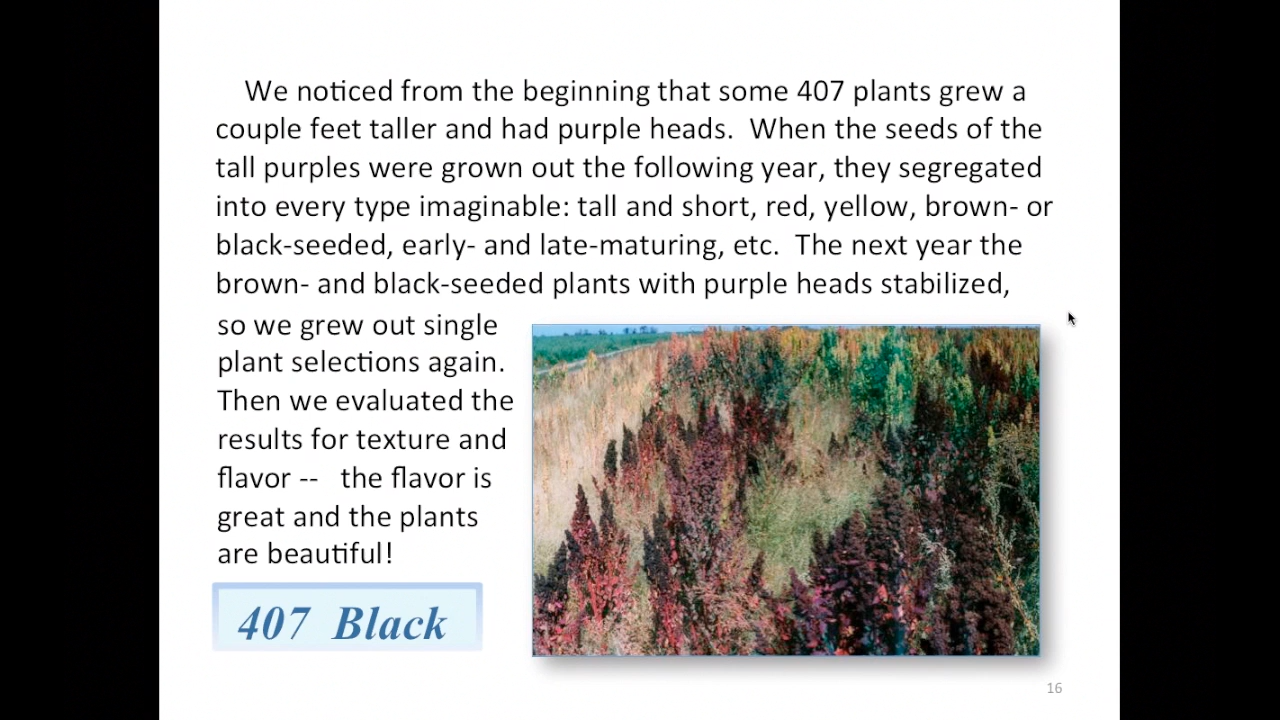 We noticed from the beginning that some 407 plants grew a
couple feet taller and had purple heads.  When the seeds of the
tall purples were grown out the following year, they segregated
into every type imaginable: tall and short, red, yellow, brown- or
black-seeded, early- and late-maturing, etc.  The next year the
brown- and black-seeded plants with purple heads stabilized,
so we grew out single
plant selections again.
Then we evaluated the
results for texture and
flavor --   the flavor is
great and the plants
are beautiful!
407  Black
16